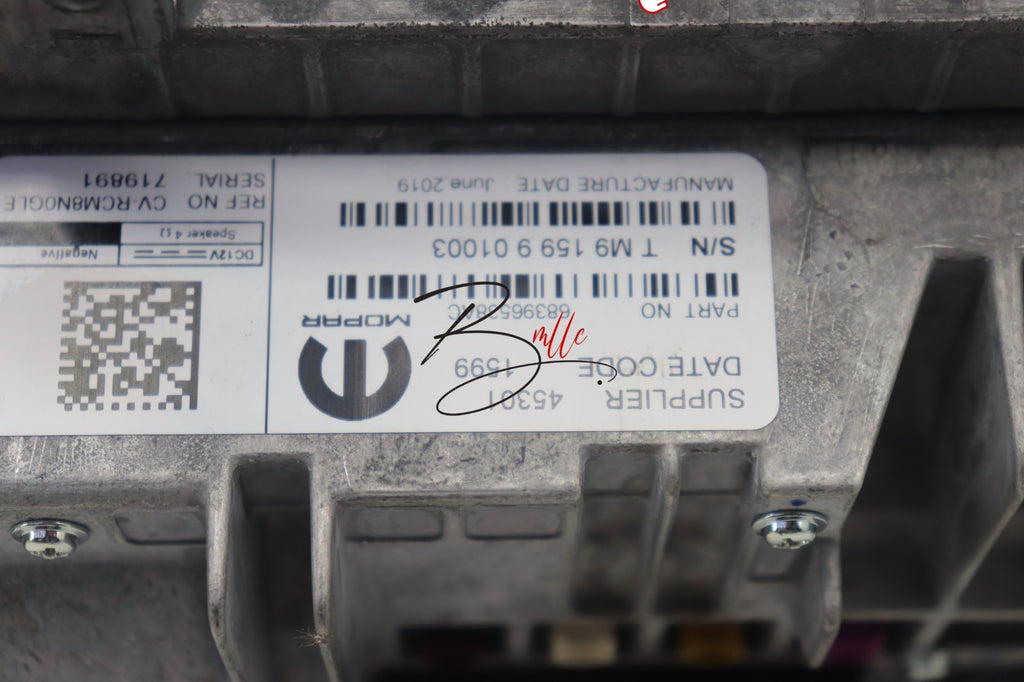 SUPPLIER 45301
DATE CODE 1599
PART NO 68396538AC
S/N T M9 159 9 01003
MANUFACTURE DATE June 2019
MOPAR
DC12V Negative
Speaker 4 Ω
REF NO CV-RCM8N0GLE
SERIAL 719891
B mllc